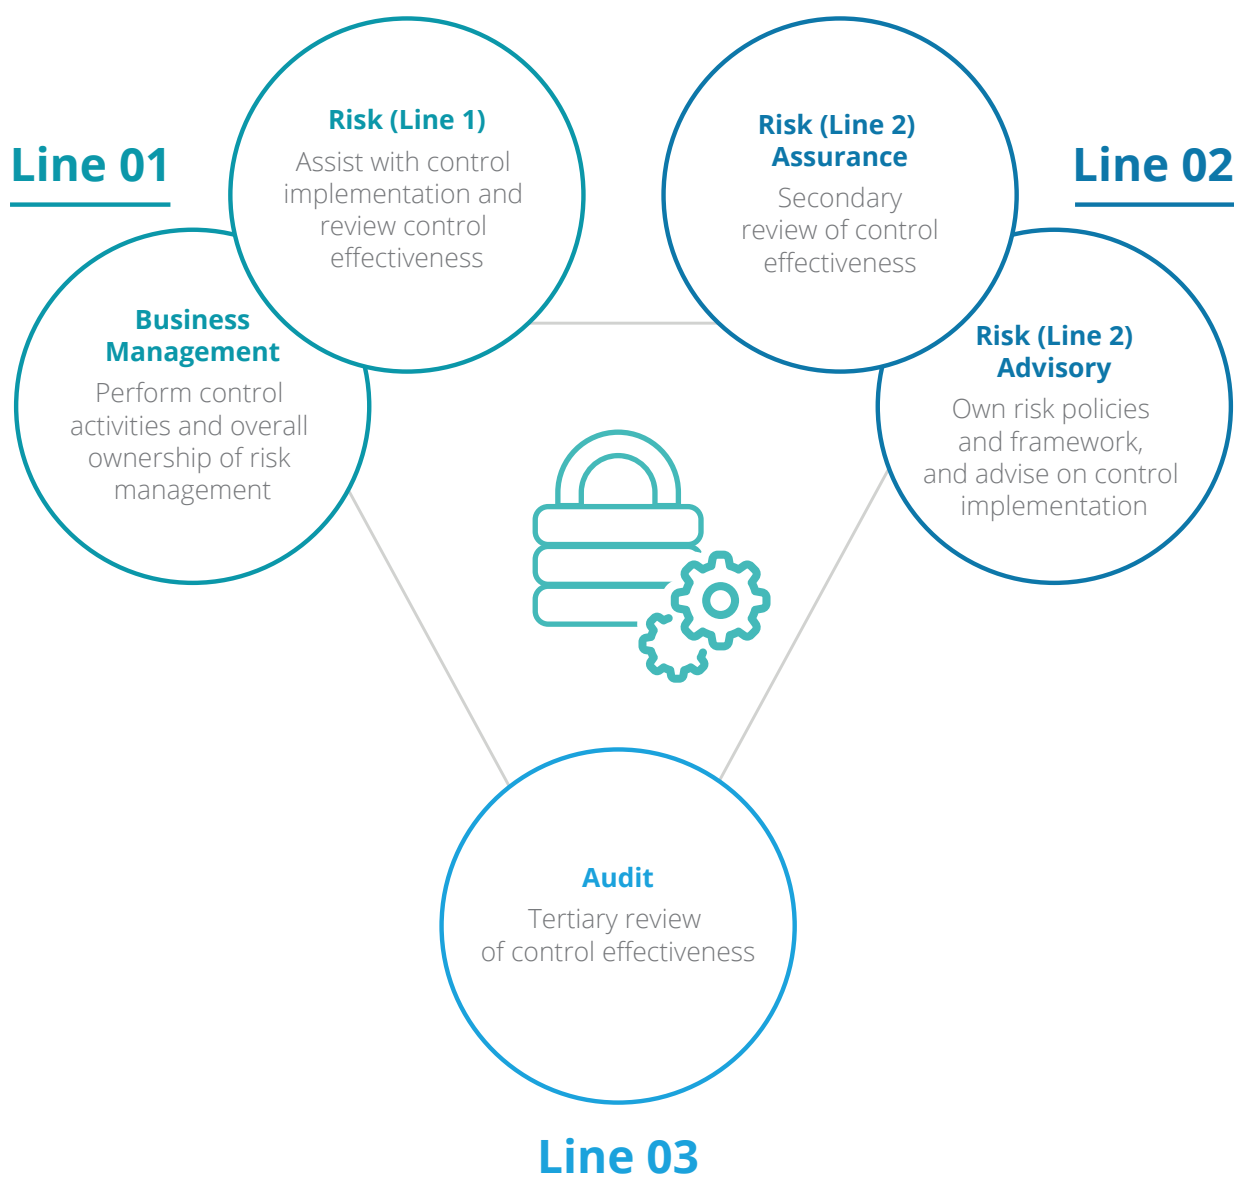 Line 01
Risk (Line 1)
Assist with control
implementation and
review control
effectiveness
Business
Management
Perform control
activities and overall
ownership of risk
management
Line 02
Risk (Line 2)
Assurance
Secondary
review of control
effectiveness
Risk (Line 2)
Advisory
Own risk policies
and framework,
and advise on control
implementation
Audit
Tertiary review
of control effectiveness
Line 03